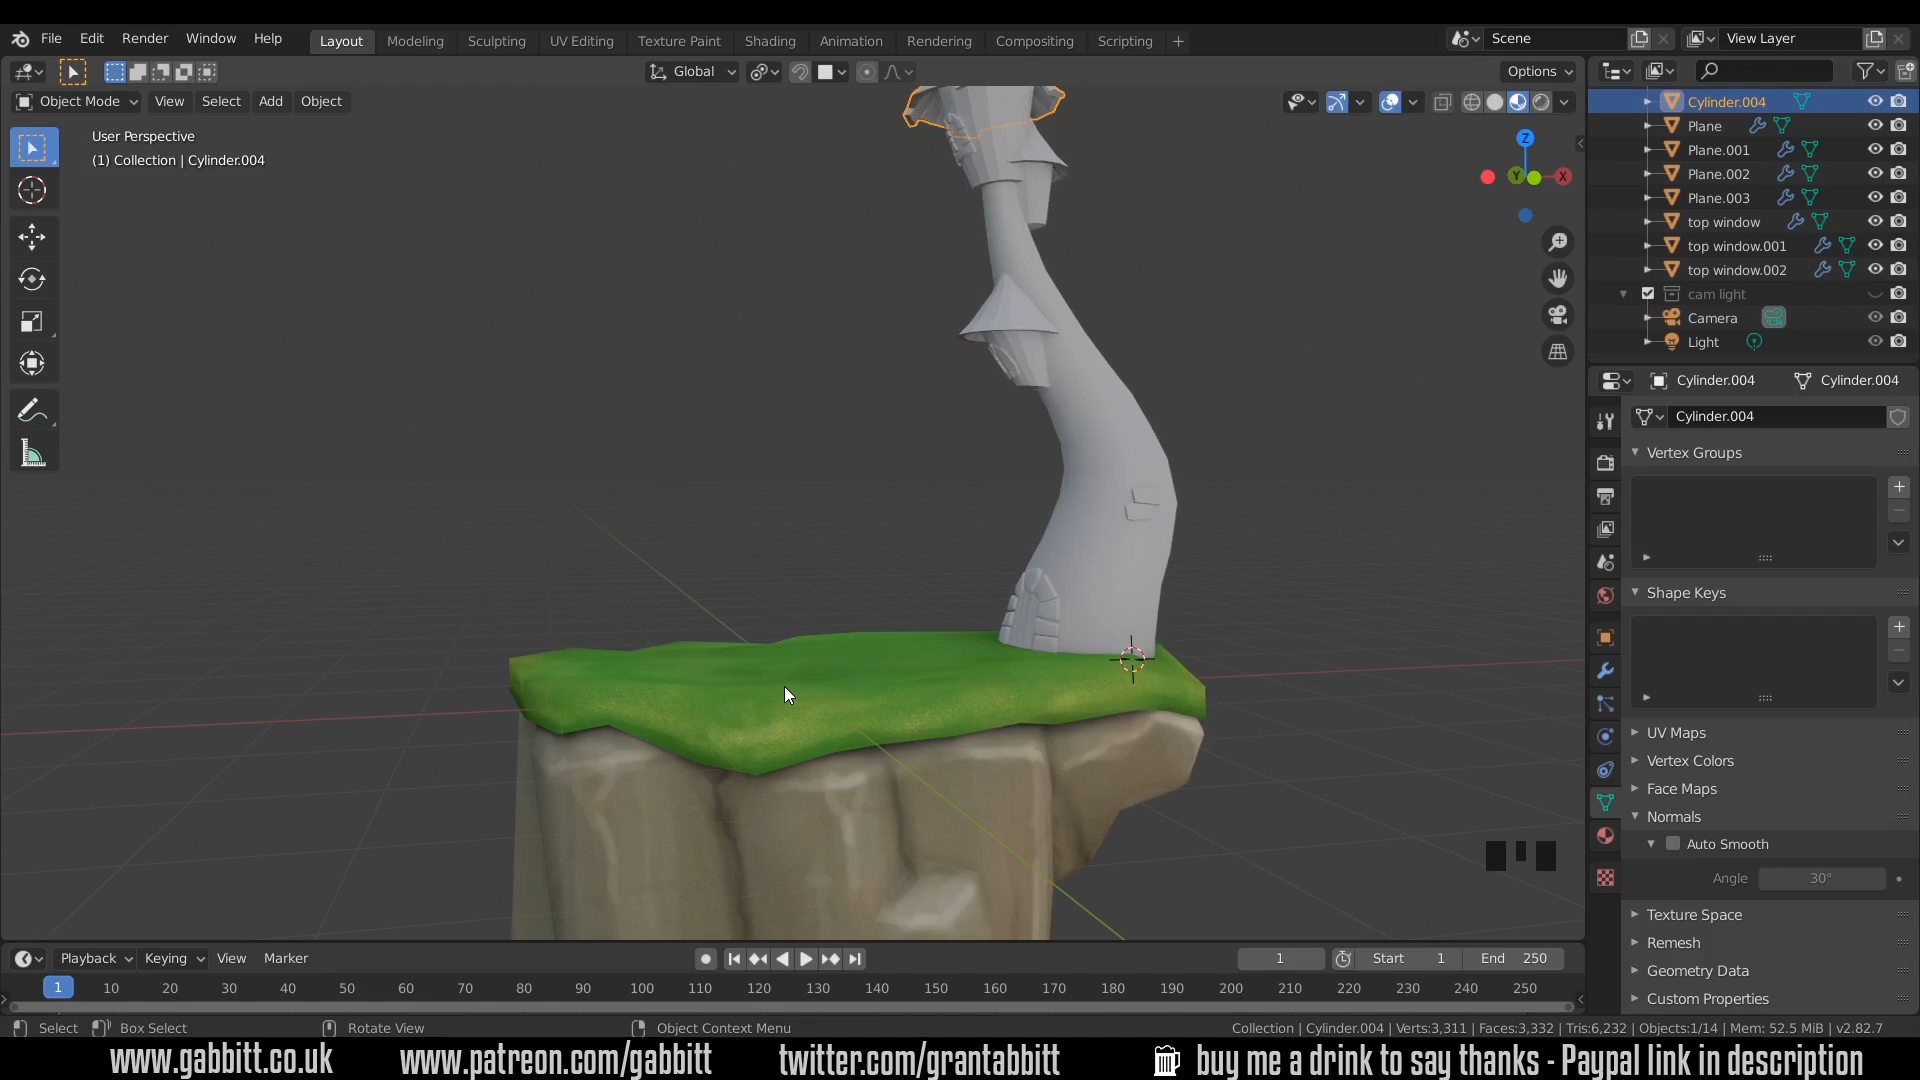 File Edit Render Window Help
Layout Modeling Sculpting UV Editing Texture Paint Shading Animation Rendering Compositing Scripting +
Scene
View Layer
Global
Options
Object Mode View Select Add Object
User Perspective
(1) Collection | Cylinder.004
Z
Y
X
Cylinder.004
Plane
Plane.001
Plane.002
Plane.003
top window
top window.001
top window.002
cam light
Camera
Light
Cylinder.004 Cylinder.004
Cylinder.004
Vertex Groups
Shape Keys
UV Maps
Vertex Colors
Face Maps
Normals
Auto Smooth
Angle 30°
Texture Space
Remesh
Geometry Data
Custom Properties
Playback Keying View Marker
1 Start 1 End 250
1 10 20 30 40 50 60 70 80 90 100 110 120 130 140 150 160 170 180 190 200 210 220 230 240 250
Select Box Select Rotate View Object Context Menu
Collection | Cylinder.004 | Verts:3,311 | Faces:3,332 | Tris:6,232 | Objects:1/14 | Mem: 52.5 MiB | v2.82.7
www.gabbitt.co.uk www.patreon.com/gabbitt twitter.com/grantabbitt buy me a drink to say thanks - Paypal link in description